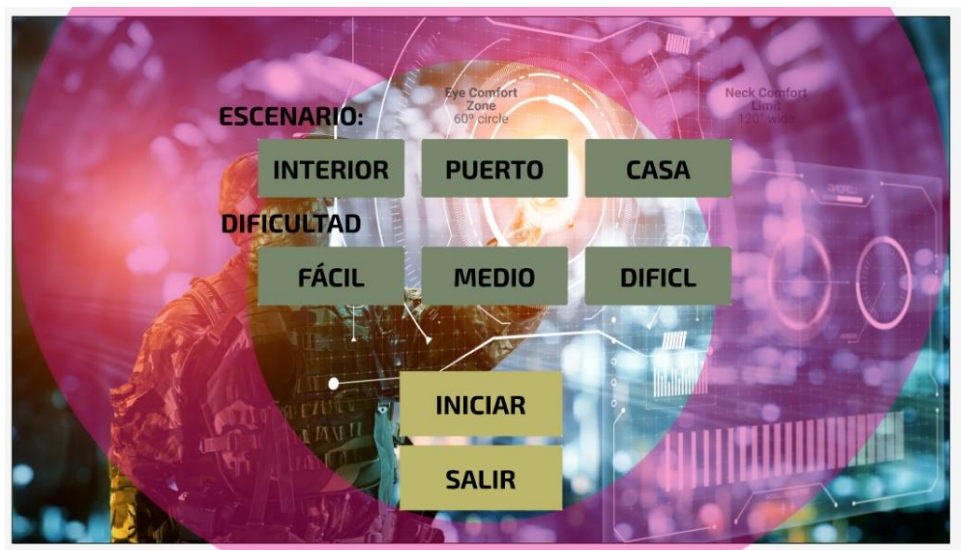 Eye Comfort
Zone
60º circle
Neck Comfort
Limit
120° wide
ESCENARIO:
INTERIOR PUERTO CASA
DIFICULTAD
FÁCIL MEDIO DIFICL
INICIAR
SALIR